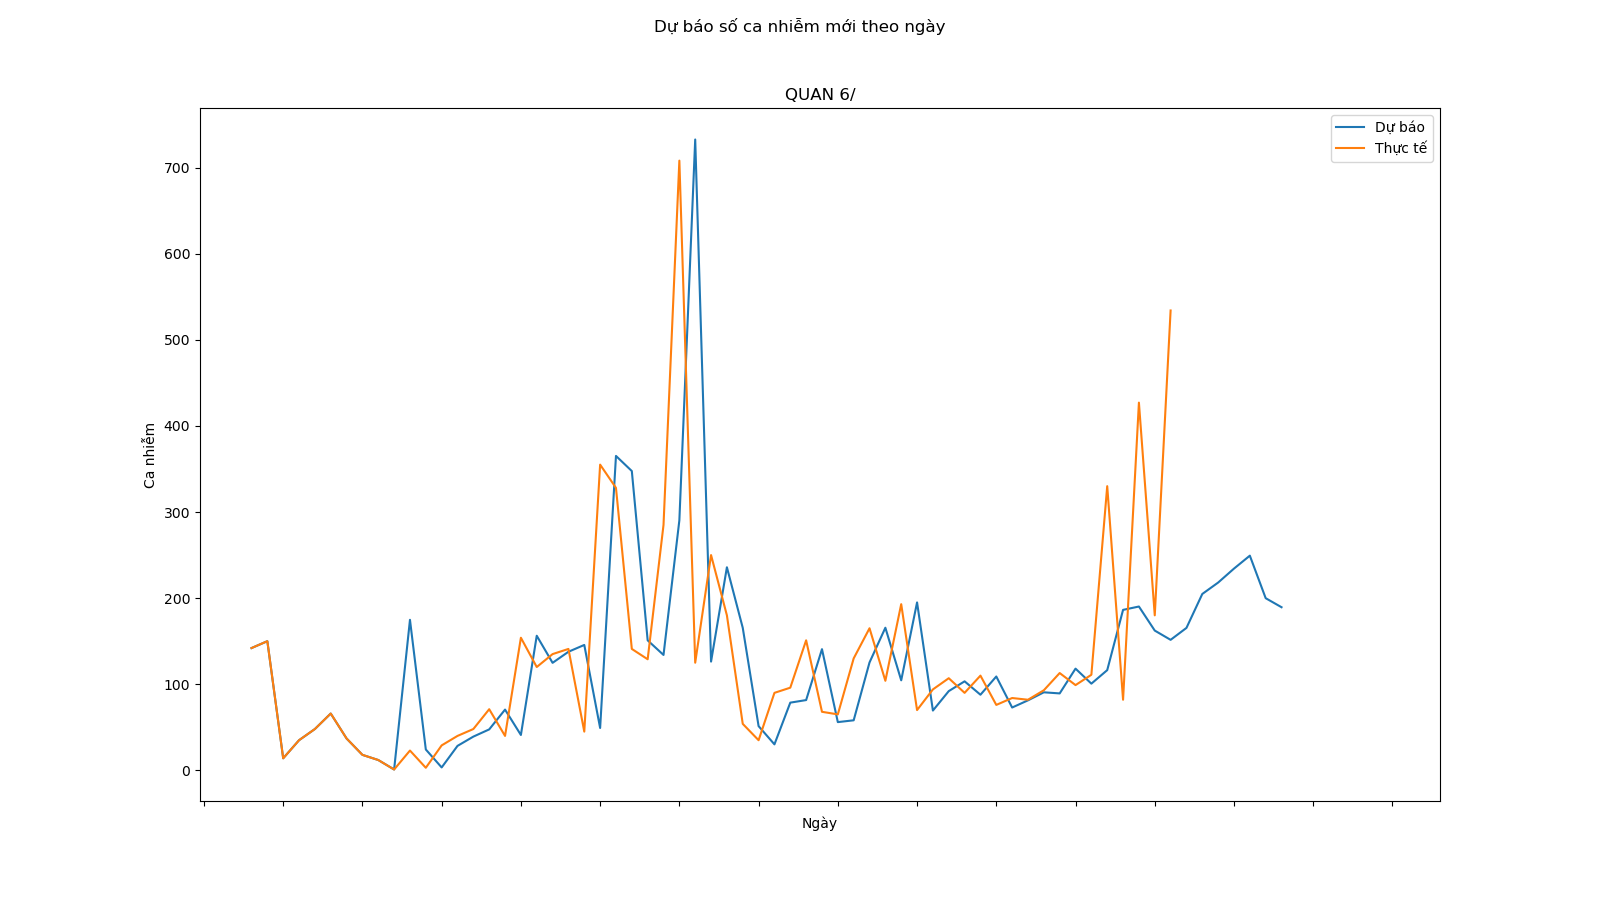 Dự báo số ca nhiễm mới theo ngày
QUAN 6/
Dự báo
Thực tế
700
600
500
400
300
200
100
0
Ca nhiễm
Ngày